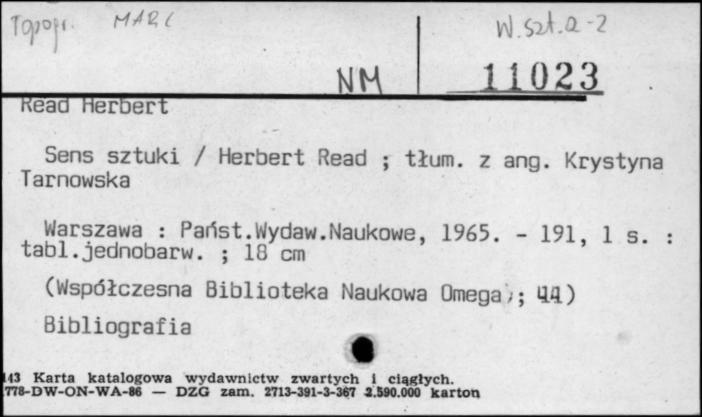 Topogr. MARC W.szt.a-2
NM 11023
Read Herbert
Sens sztuki / Herbert Read ; tłum. z ang. Krystyna
Tarnowska
Warszawa : Państ.Wydaw.Naukowe, 1965. - 191, 1 s. :
tabl.jednobarw. ; 18 cm
(Współczesna Biblioteka Naukowa Omega ; 44)
Bibliografia
143 Karta katalogowa wydawnictw zwartych i ciągłych.
778-DW-ON-WA-86 — DZG zam. 2713-391-3-367 2.590.000 karton